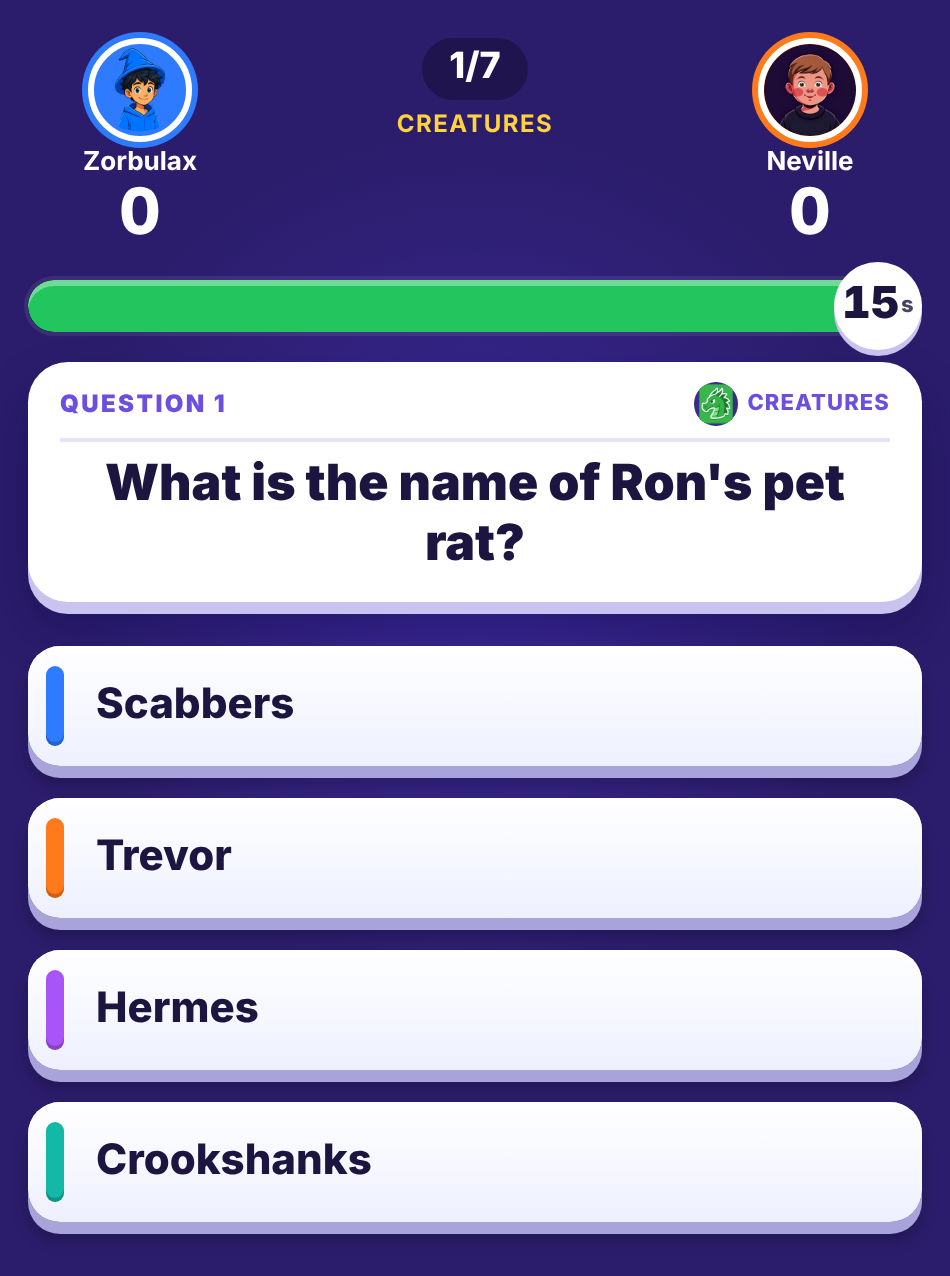 1/7
CREATURES
Zorbulax
0
Neville
0
15s
QUESTION 1
CREATURES
What is the name of Ron's pet
rat?
Scabbers
Trevor
Hermes
Crookshanks